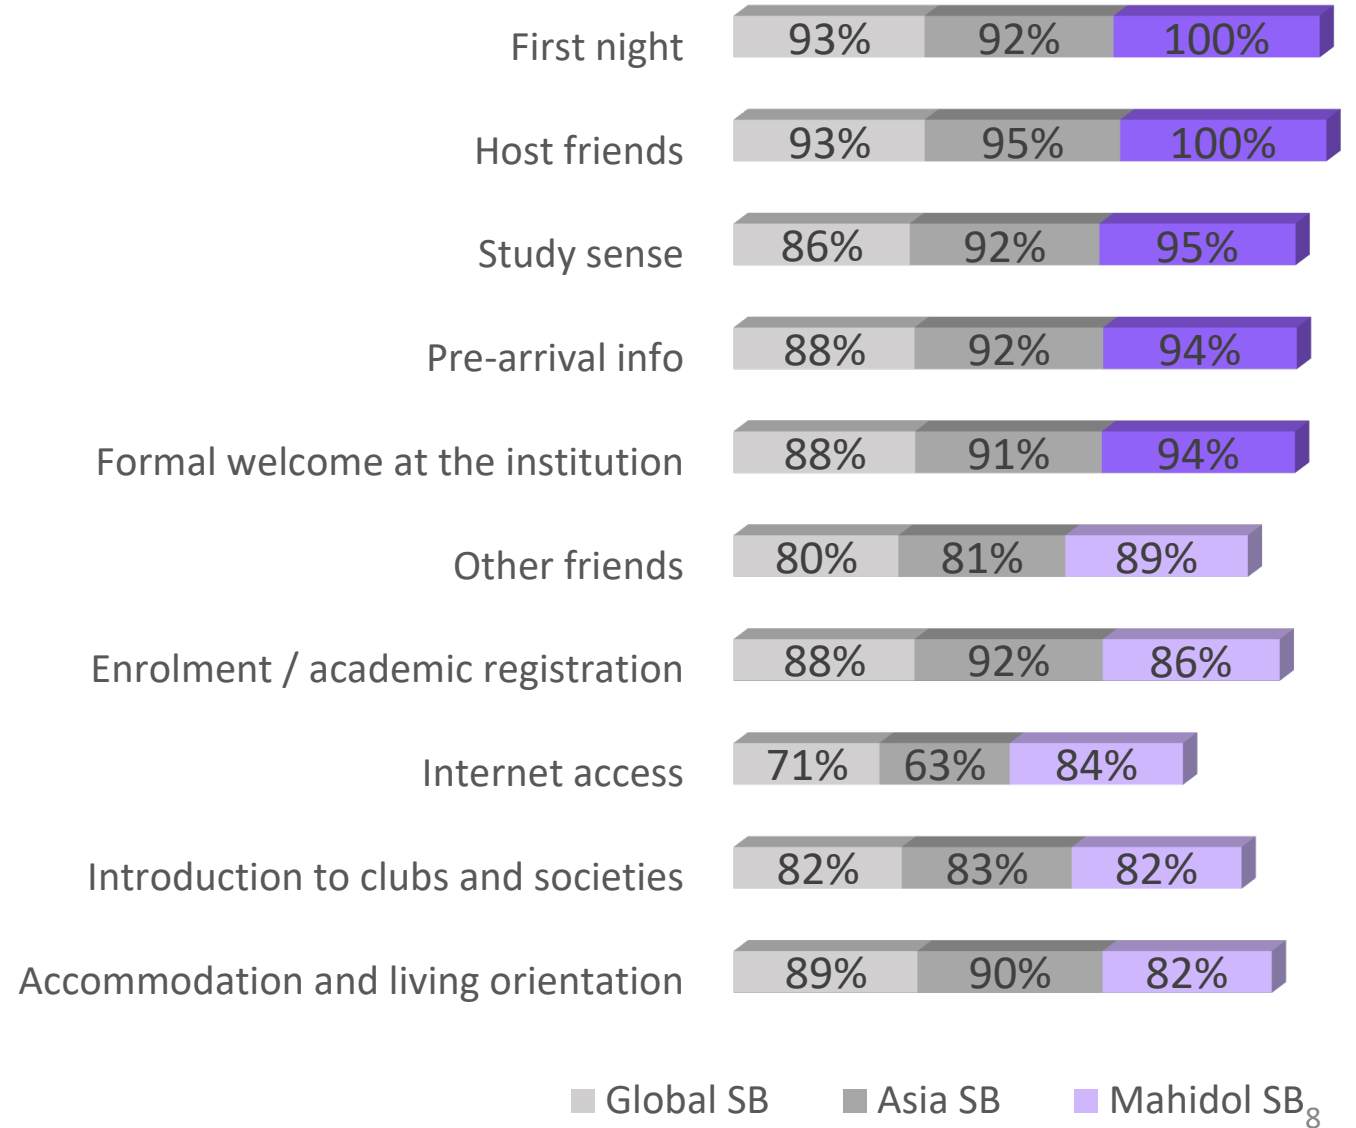 First night 93% 92% 100%
Host friends 93% 95% 100%
Study sense 86% 92% 95%
Pre-arrival info 88% 92% 94%
Formal welcome at the institution 88% 91% 94%
Other friends 80% 81% 89%
Enrolment / academic registration 88% 92% 86%
Internet access 71% 63% 84%
Introduction to clubs and societies 82% 83% 82%
Accommodation and living orientation 89% 90% 82%
Global SB Asia SB Mahidol SB
8